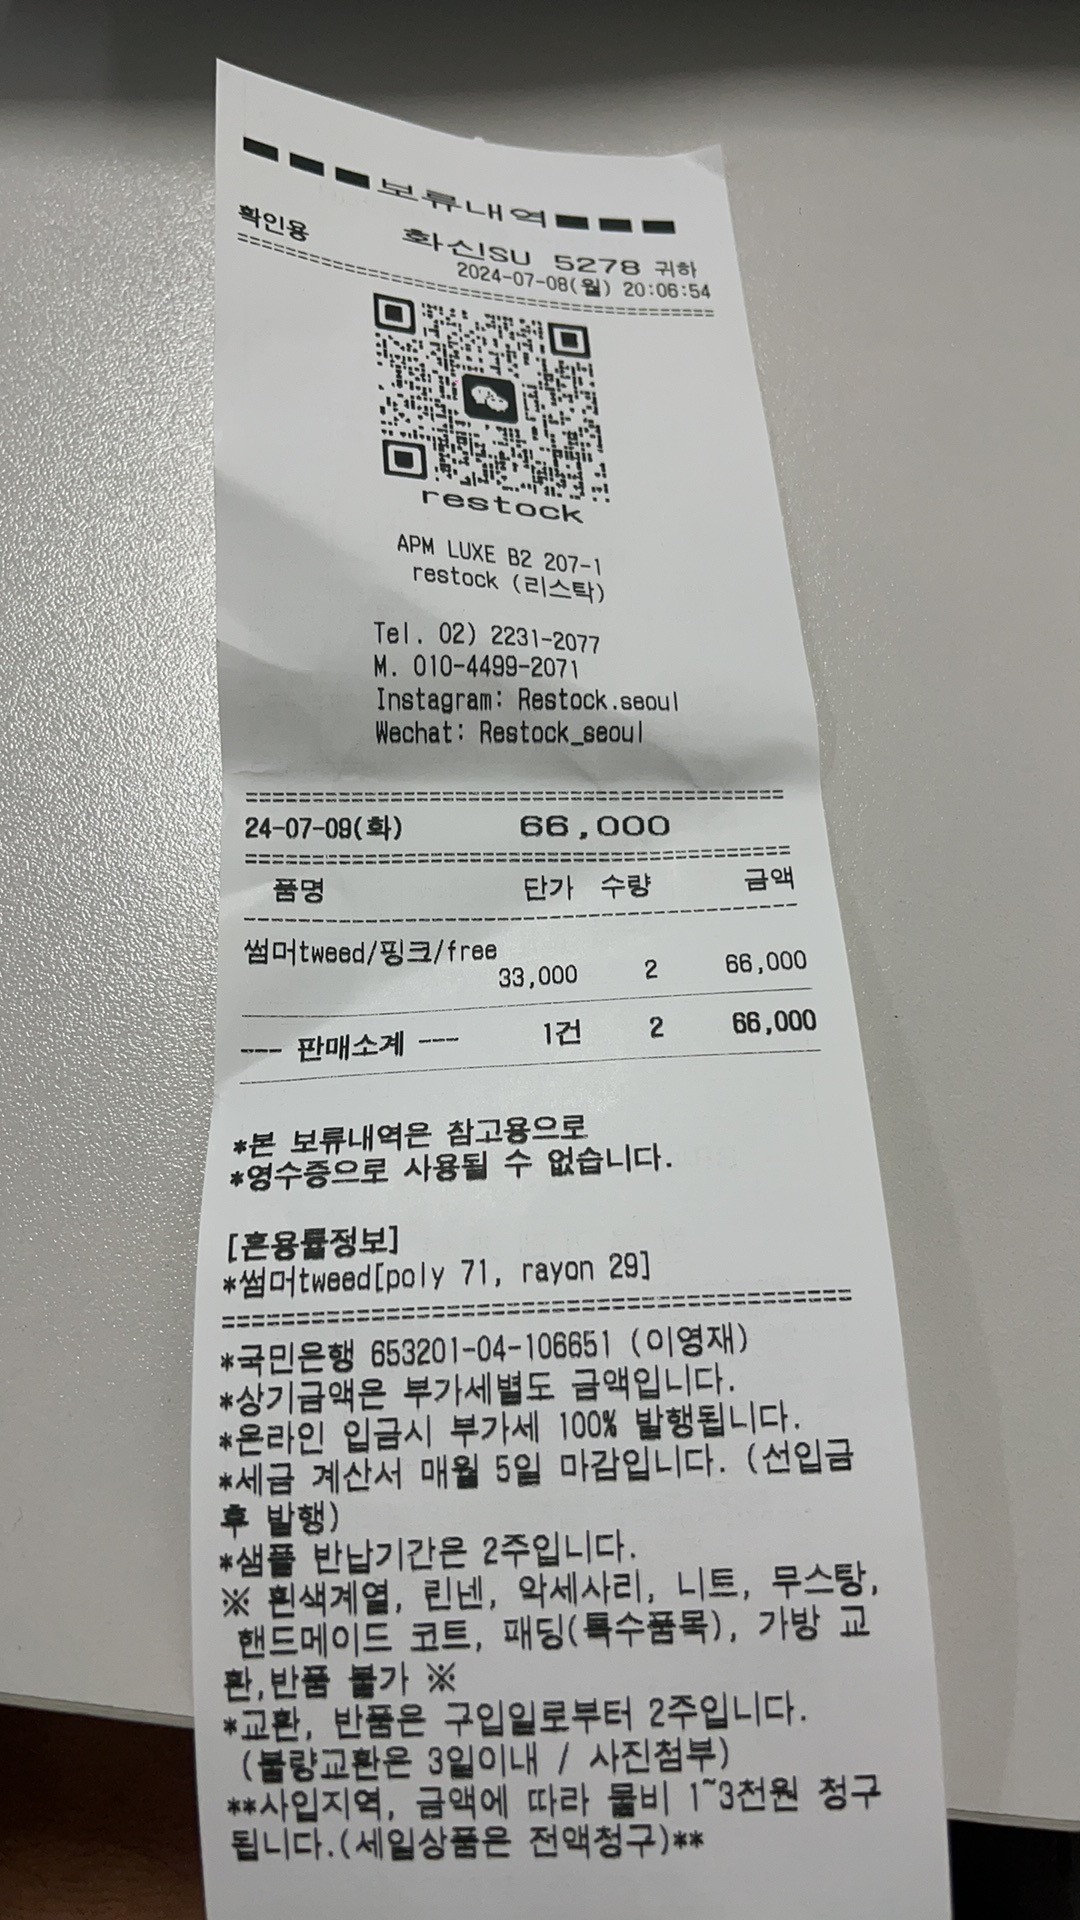 ■■■보류내역■■■
확인용 화신SU 5278 귀하
2024-07-08(월) 20:06:54
==========================================
restock
APM LUXE B2 207-1
restock (리스탁)
Tel. 02) 2231-2077
M. 010-4499-2071
Instagram: Restock.seoul
Wechat: Restock_seoul
==========================================
24-07-09(화) 66,000
==========================================
품명 단가 수량 금액
------------------------------------------
썸머tweed/핑크/free
33,000 2 66,000
--- 판매소계 --- 1건 2 66,000
*본 보류내역은 참고용으로
*영수증으로 사용될 수 없습니다.
[혼용률정보]
*썸머tweed[poly 71, rayon 29]
==========================================
*국민은행 653201-04-106651 (이영재)
*상기금액은 부가세별도 금액입니다.
*온라인 입금시 부가세 100% 발행됩니다.
*세금 계산서 매월 5일 마감입니다. (선입금
후 발행)
*샘플 반납기간은 2주입니다.
※ 흰색계열, 린넨, 악세사리, 니트, 무스탕,
핸드메이드 코트, 패딩(특수품목), 가방 교
환,반품 불가 ※
*교환, 반품은 구입일로부터 2주입니다.
(불량교환은 3일이내 / 사진첨부)
**사입지역, 금액에 따라 물비 1~3천원 청구
됩니다.(세일상품은 전액청구)**